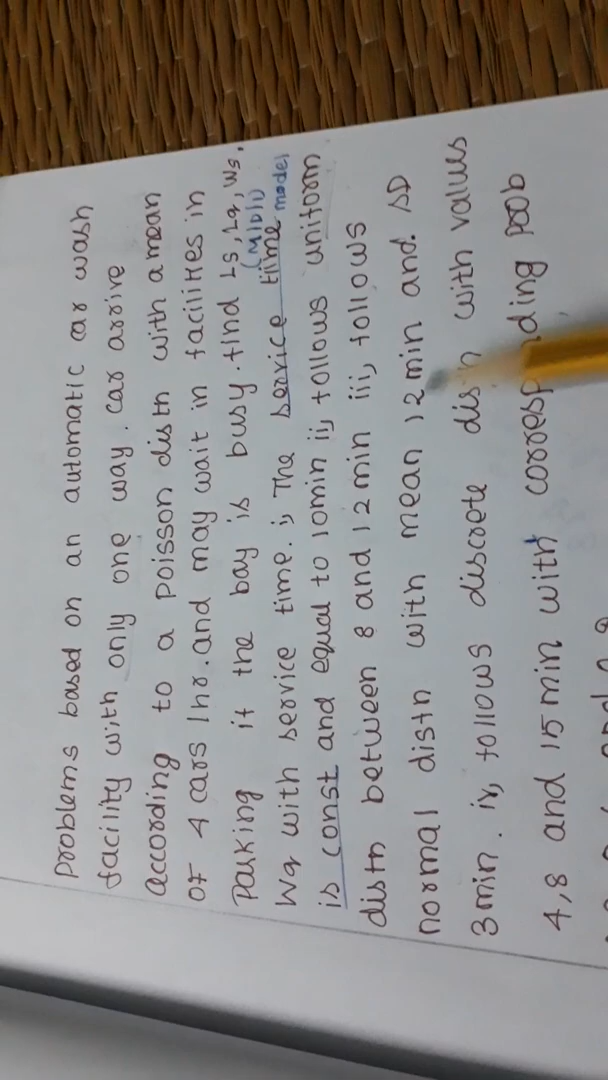 problems based on an automatic car wash
facility with only one way. car arrive
according to a poisson distn with a mean
of 4 cars 1hr. and may wait in facilities in
Parking if the bay is busy. find Ls, Lq, Ws,
(M/D/1)
Wq with service time. i, The service time model
is const and equal to 10min ii, follows uniform
distn between 8 and 12 min iii, follows
normal distn with mean 12 min and. SD
3 min. iv, follows discrete with values
4, 8 and 15 min with prob